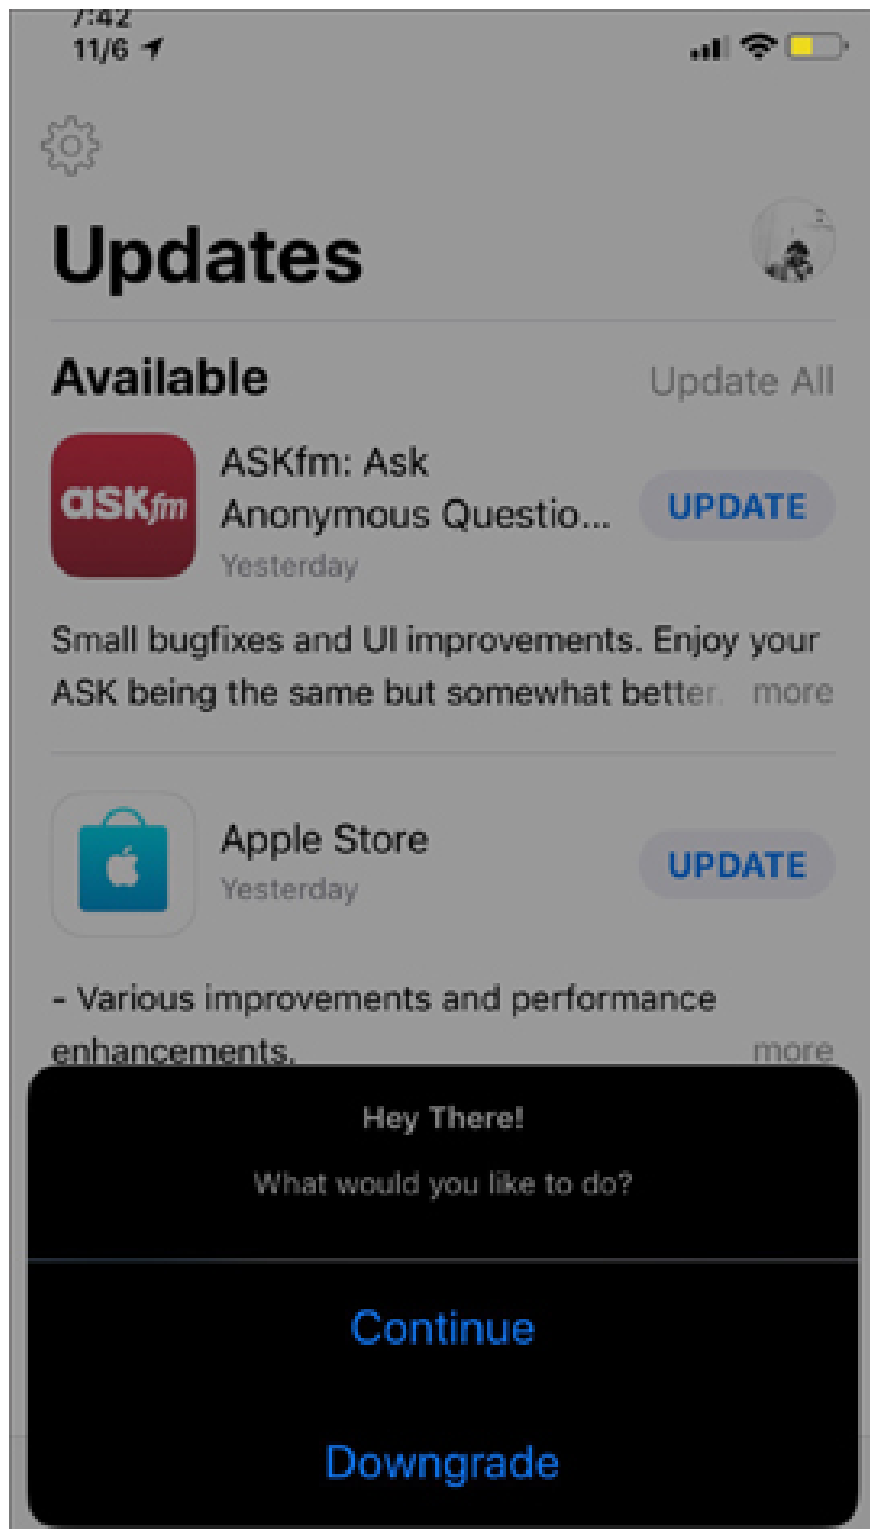 7:42
11/6
Updates
Available
Update All
ASKfm
ASKfm: Ask
Anonymous Questio...
Yesterday
UPDATE
Small bugfixes and UI improvements. Enjoy your
ASK being the same but somewhat better. more
Apple Store
Yesterday
UPDATE
- Various improvements and performance
enhancements. more
Hey There!
What would you like to do?
Continue
Downgrade